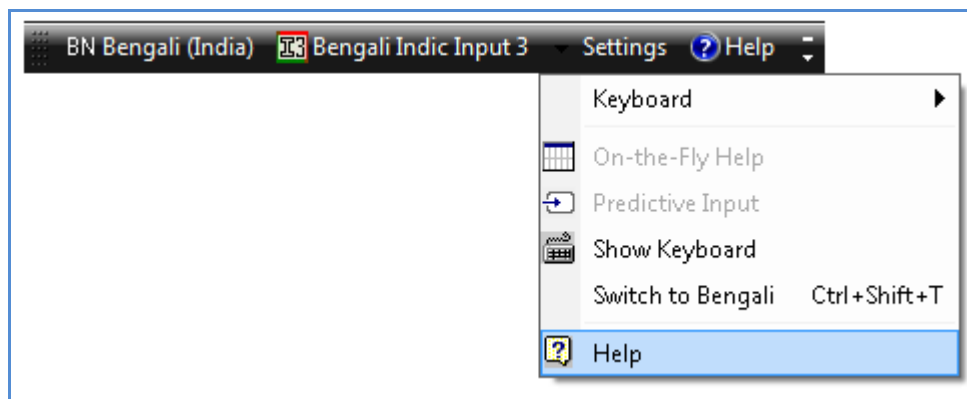 BN Bengali (India) I3 Bengali Indic Input 3 Settings ? Help
Keyboard
On-the-Fly Help
Predictive Input
Show Keyboard
Switch to Bengali Ctrl+Shift+T
? Help